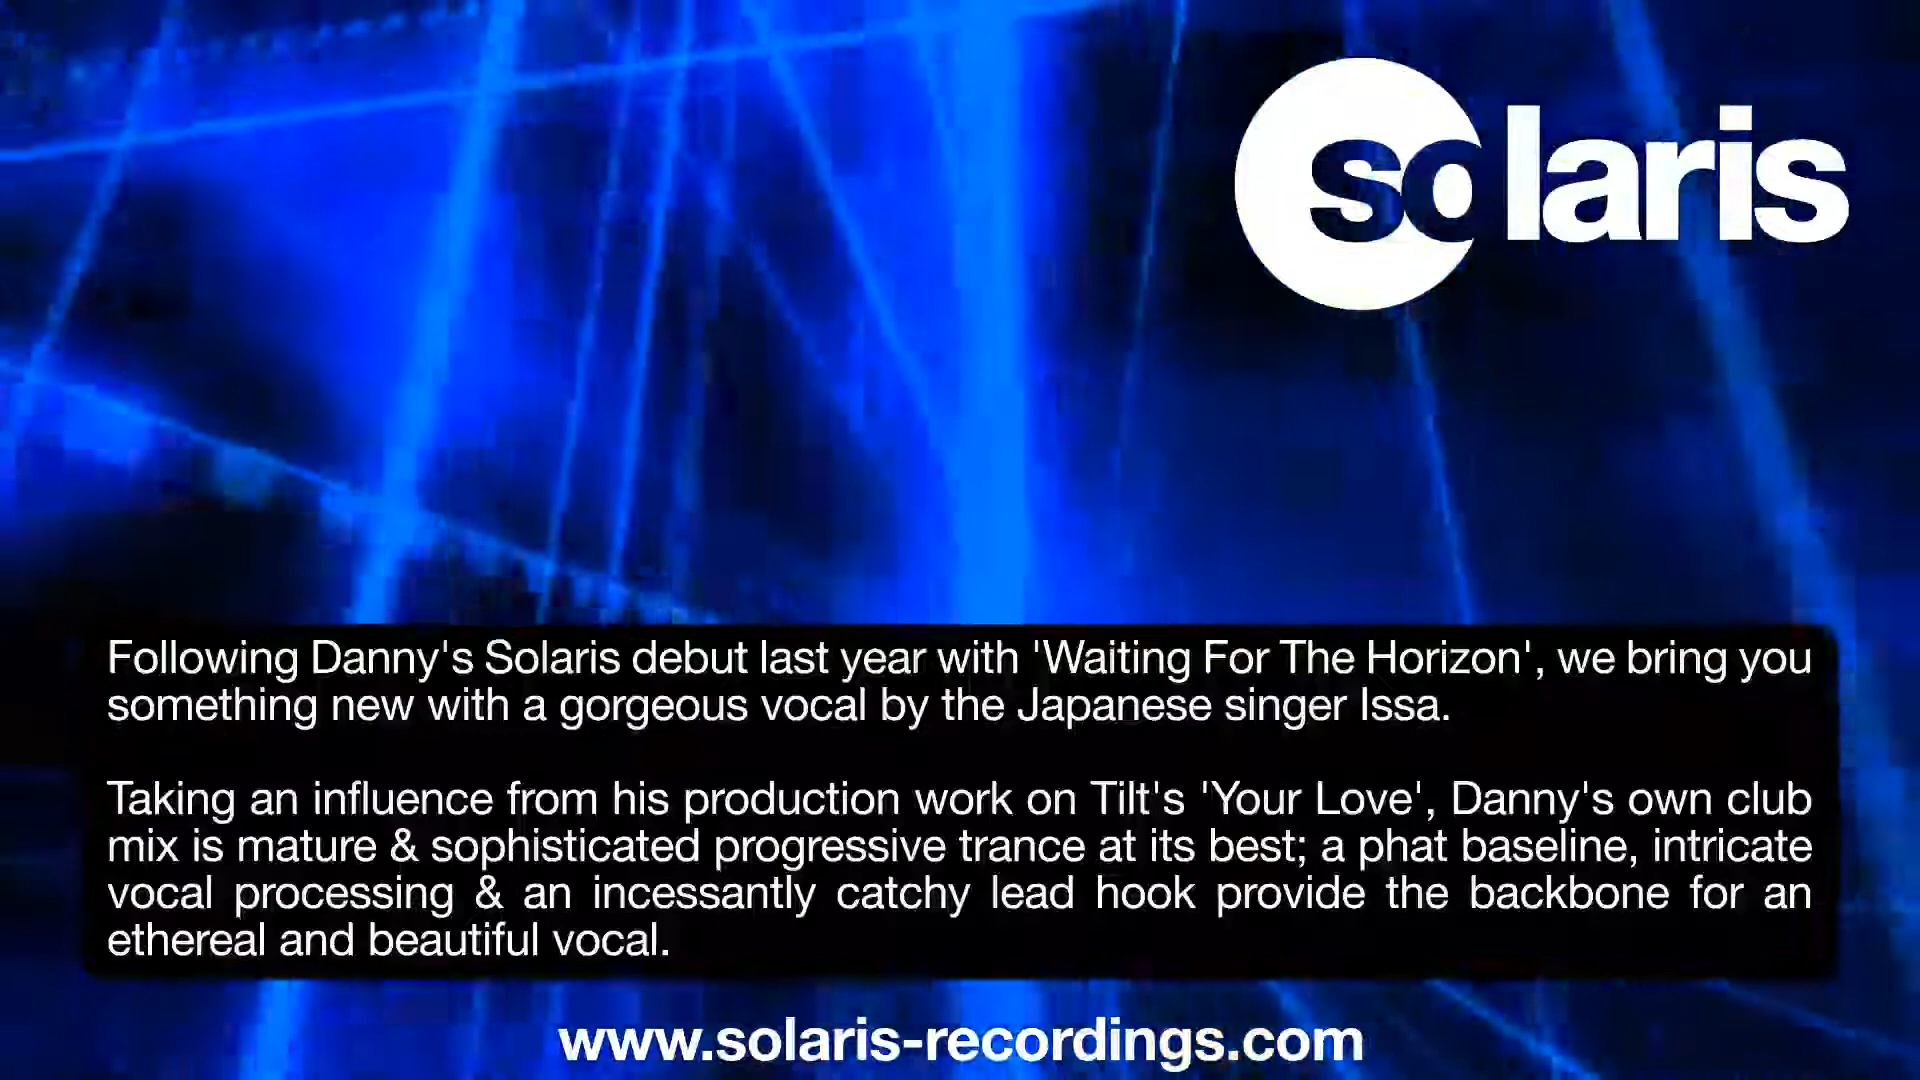 solaris
Following Danny's Solaris debut last year with 'Waiting For The Horizon', we bring you
something new with a gorgeous vocal by the Japanese singer Issa.
Taking an influence from his production work on Tilt's 'Your Love', Danny's own club
mix is mature & sophisticated progressive trance at its best; a phat baseline, intricate
vocal processing & an incessantly catchy lead hook provide the backbone for an
ethereal and beautiful vocal.
www.solaris-recordings.com